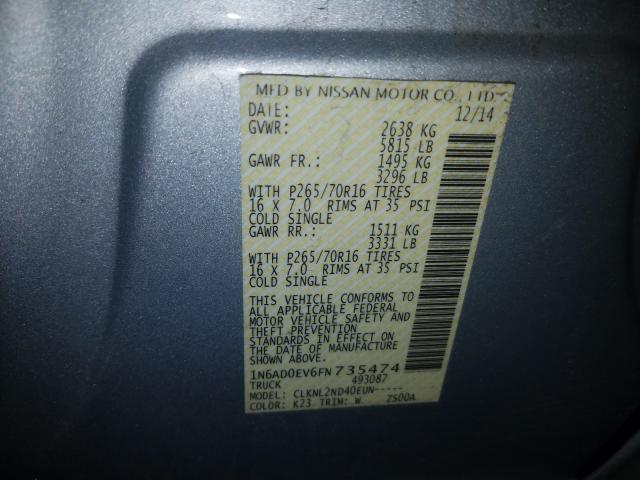 MFD BY NISSAN MOTOR CO., LTD.
DATE: 12/14
GVWR: 2638 KG
5815 LB
GAWR FR.: 1495 KG
3296 LB
WITH P265/70R16 TIRES
16 X 7.0 RIMS AT 35 PSI
COLD SINGLE
GAWR RR.: 1511 KG
3331 LB
WITH P265/70R16 TIRES
16 X 7.0 RIMS AT 35 PSI
COLD SINGLE
THIS VEHICLE CONFORMS TO
ALL APPLICABLE FEDERAL
MOTOR VEHICLE SAFETY AND
THEFT PREVENTION
STANDARDS IN EFFECT ON
THE DATE OF MANUFACTURE
SHOWN ABOVE.
1N6AD0EV6FN735474
TRUCK 493087
MODEL: CLKNL2ND40EUN-----
COLOR: K23 TRIM: W ZS00A